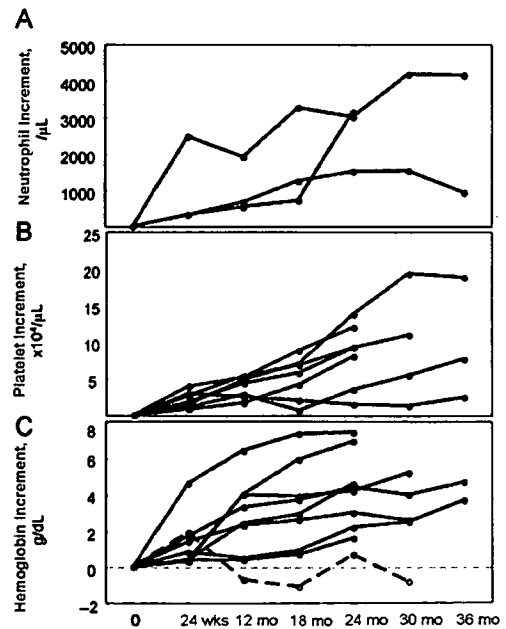 A
Neutrophil Increment,
/μL
5000
4000
3000
2000
1000
B
Platelet Increment,
x10⁴/μL
25
20
15
10
5
C
Hemoglobin Increment,
g/dL
8
6
4
2
0
−2
0 24 wks 12 mo 18 mo 24 mo 30 mo 36 mo